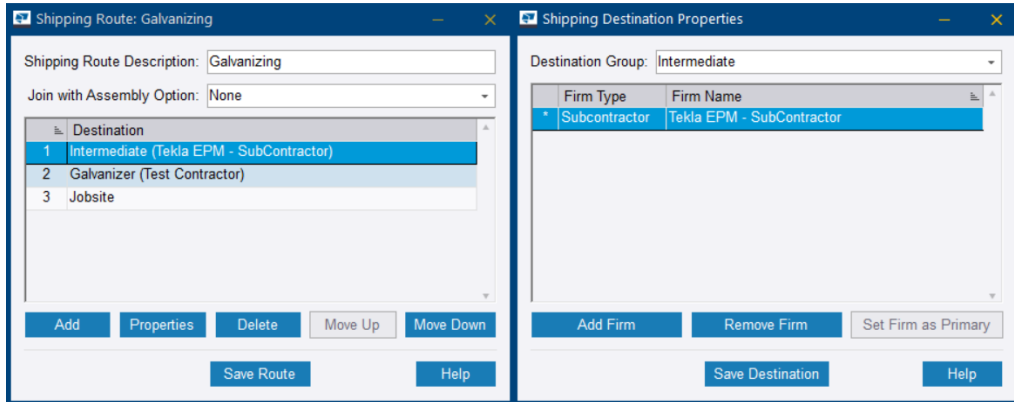 Shipping Route: Galvanizing
Shipping Route Description: Galvanizing
Join with Assembly Option: None
Destination
1 Intermediate (Tekla EPM - SubContractor)
2 Galvanizer (Test Contractor)
3 Jobsite
Add Properties Delete Move Up Move Down
Save Route Help
Shipping Destination Properties
Destination Group: Intermediate
Firm Type Firm Name
* Subcontractor Tekla EPM - SubContractor
Add Firm Remove Firm Set Firm as Primary
Save Destination Help